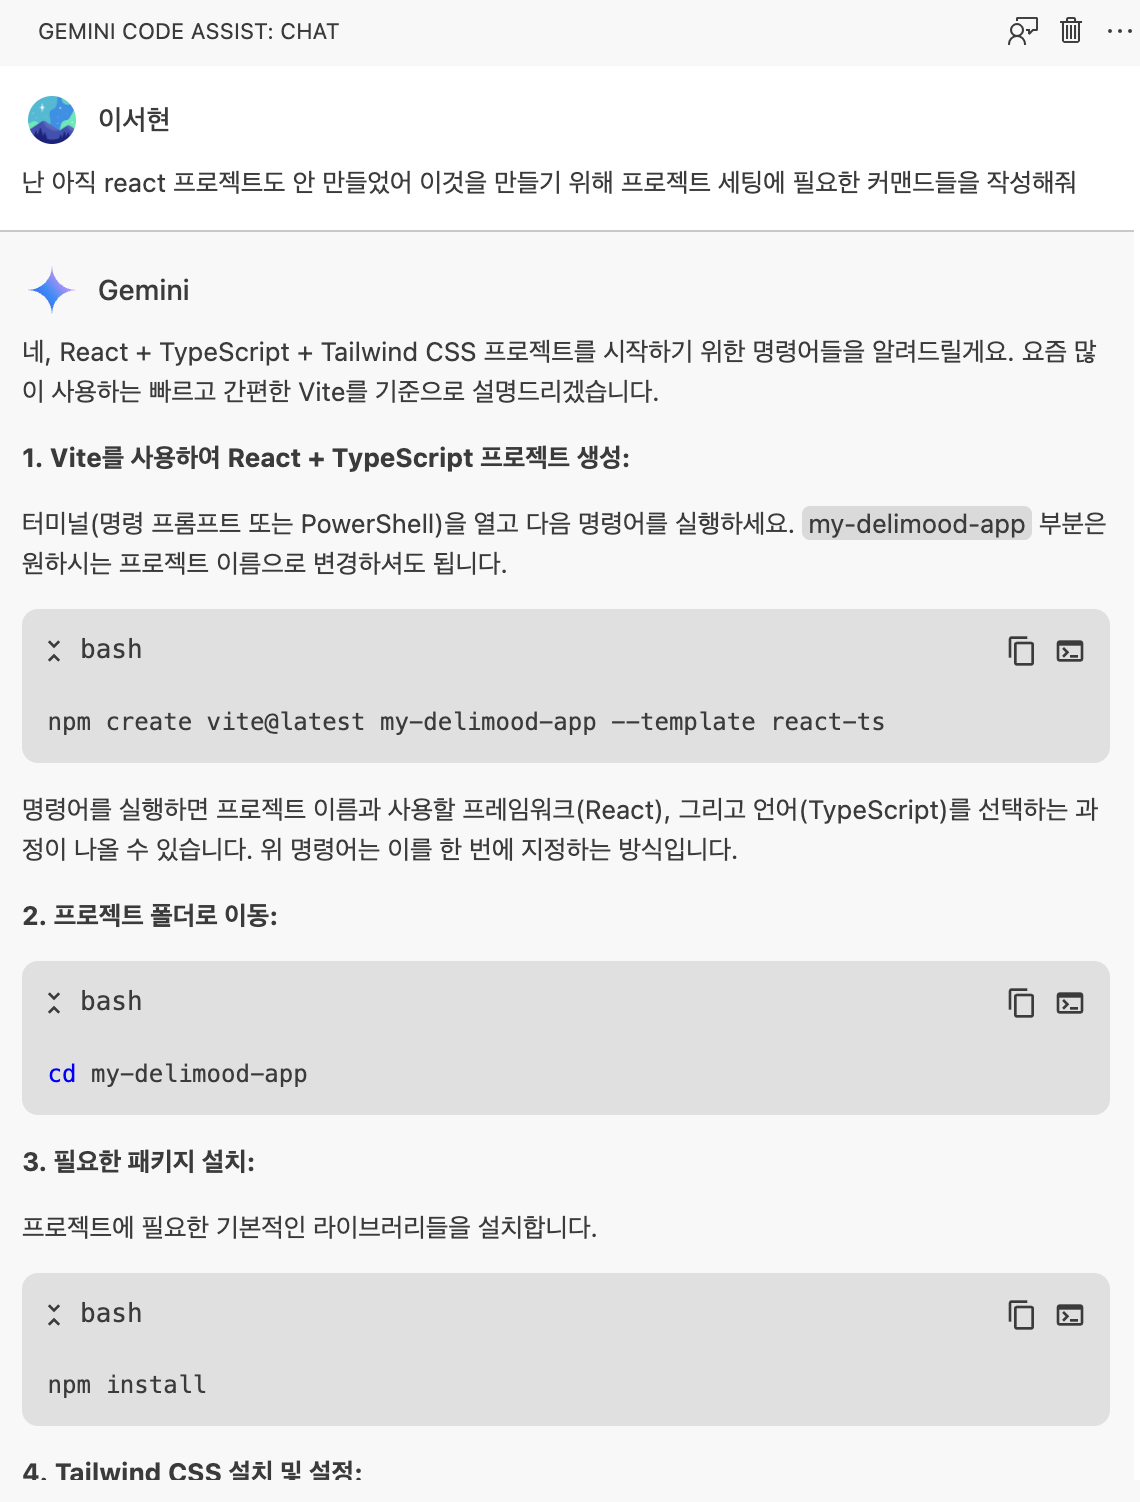 GEMINI CODE ASSIST: CHAT
이서현
난 아직 react 프로젝트도 안 만들었어 이것을 만들기 위해 프로젝트 세팅에 필요한 커맨드들을 작성해줘
Gemini
네, React + TypeScript + Tailwind CSS 프로젝트를 시작하기 위한 명령어들을 알려드릴게요. 요즘 많
이 사용하는 빠르고 간편한 Vite를 기준으로 설명드리겠습니다.
1. Vite를 사용하여 React + TypeScript 프로젝트 생성:
터미널(명령 프롬프트 또는 PowerShell)을 열고 다음 명령어를 실행하세요. my-delimood-app 부분은
원하시는 프로젝트 이름으로 변경하셔도 됩니다.
bash
npm create vite@latest my-delimood-app --template react-ts
명령어를 실행하면 프로젝트 이름과 사용할 프레임워크(React), 그리고 언어(TypeScript)를 선택하는 과
정이 나올 수 있습니다. 위 명령어는 이를 한 번에 지정하는 방식입니다.
2. 프로젝트 폴더로 이동:
bash
cd my-delimood-app
3. 필요한 패키지 설치:
프로젝트에 필요한 기본적인 라이브러리들을 설치합니다.
bash
npm install
4. Tailwind CSS 설치 및 설정: